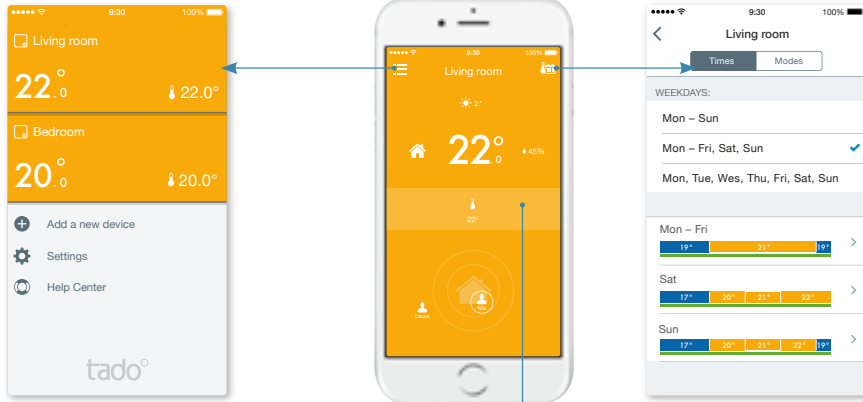 9:30 100%
Living room
22.0° 22.0°
Bedroom
20.0° 20.0°
Add a new device
Settings
Help Center
tado°
9:30 100%
Living room
2°
22.0° 45%
22°
Laura Me
9:30 100%
Living room
Times Modes
WEEKDAYS:
Mon – Sun
Mon – Fri, Sat, Sun
Mon, Tue, Wes, Thu, Fri, Sat, Sun
Mon – Fri
19° 21° 19°
Sat
17° 20° 21° 22°
Sun
17° 20° 21° 22° 19°